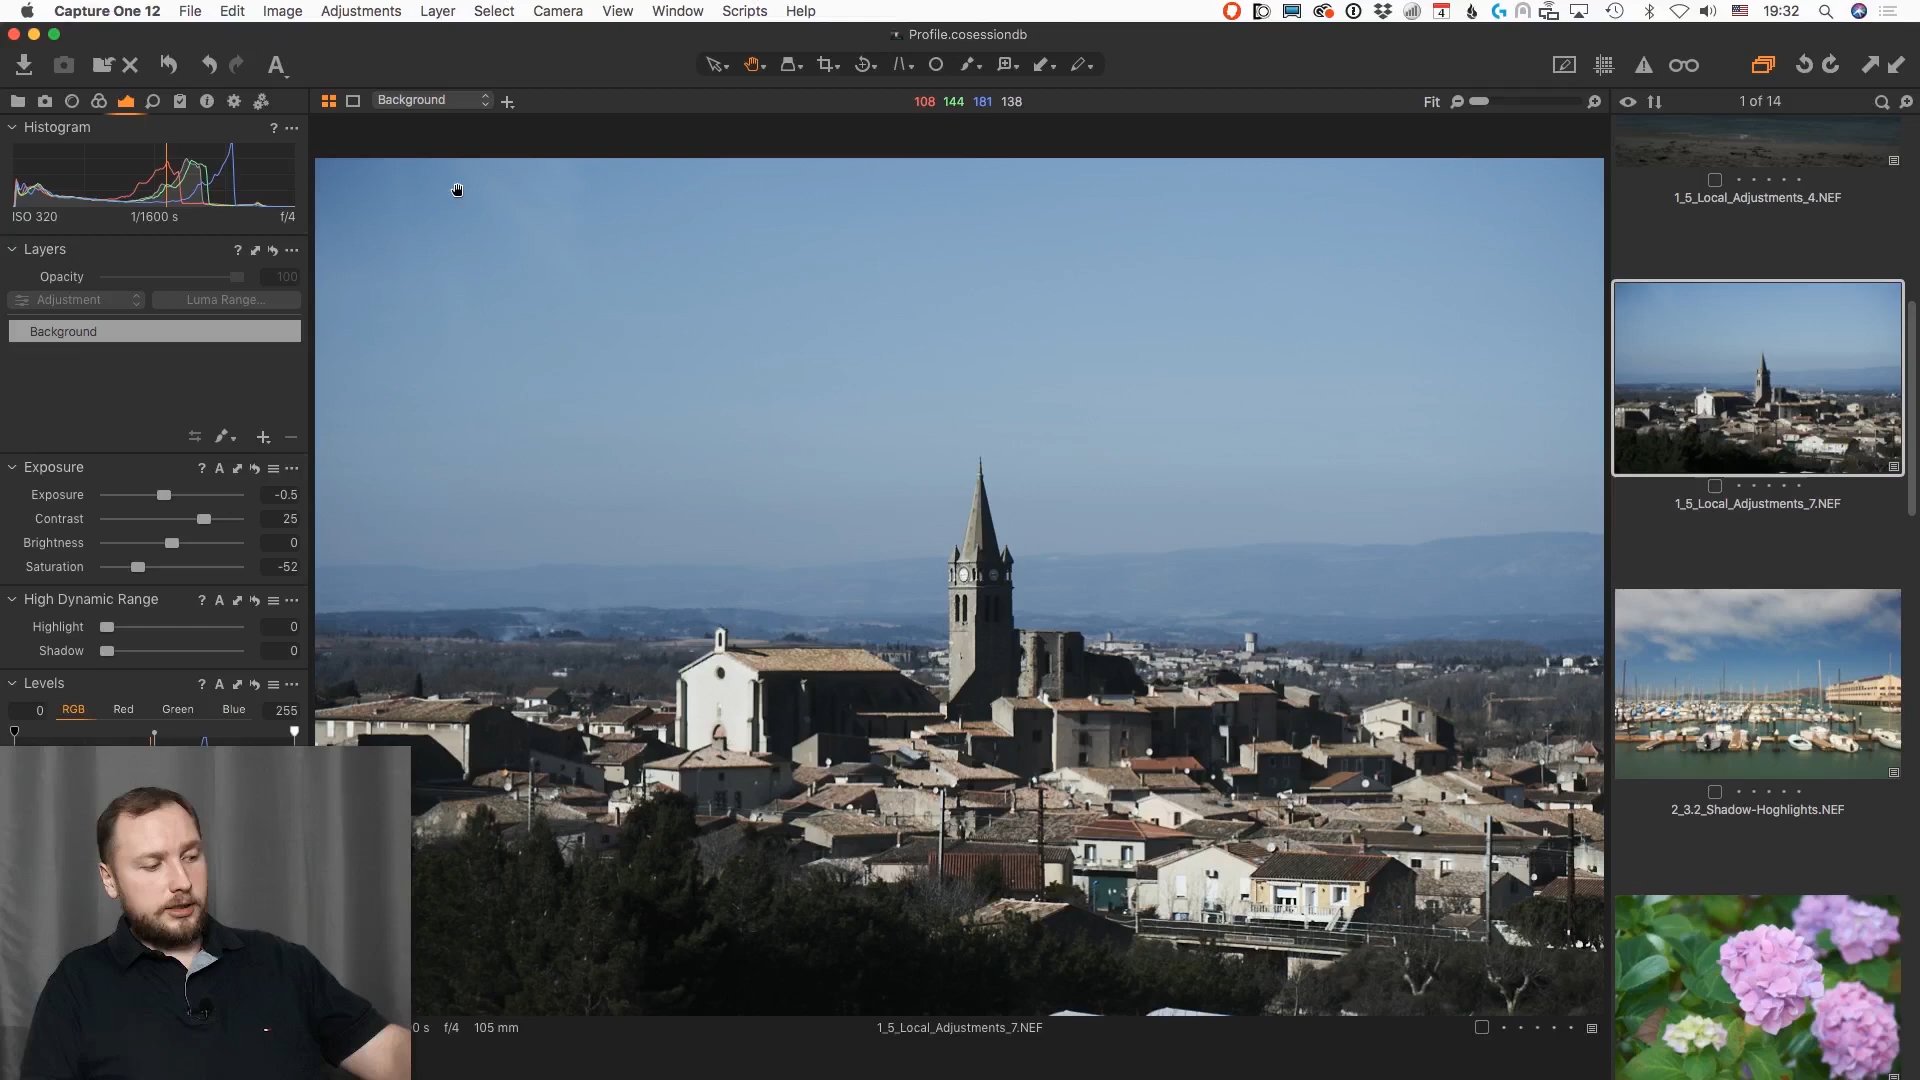 Capture One 12 File Edit Image Adjustments Layer Select Camera View Window Scripts Help 4 19:32
Profile.cosessiondb
A
Background 108 144 181 138 Fit 1 of 14
Histogram ? ...
ISO 320 1/1600 s f/4
Layers ? ...
Opacity 100
Adjustment Luma Range...
Background
Exposure ? A ...
Exposure -0.5
Contrast 25
Brightness 0
Saturation -52
High Dynamic Range ? A ...
Highlight 0
Shadow 0
Levels ? A ...
0 RGB Red Green Blue 255
0 s f/4 105 mm
1_5_Local_Adjustments_7.NEF
1_5_Local_Adjustments_4.NEF
1_5_Local_Adjustments_7.NEF
2_3.2_Shadow-Hoghlights.NEF